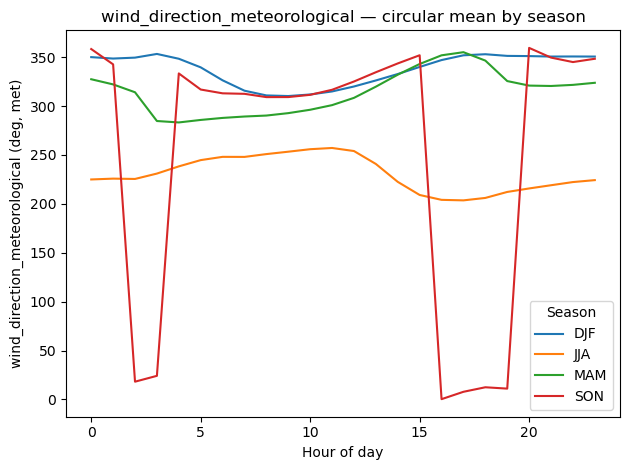 wind_direction_meteorological — circular mean by season
wind_direction_meteorological (deg, met)
350
300
250
200
150
100
50
0
0 5 10 15 20
Hour of day
Season
DJF
JJA
MAM
SON